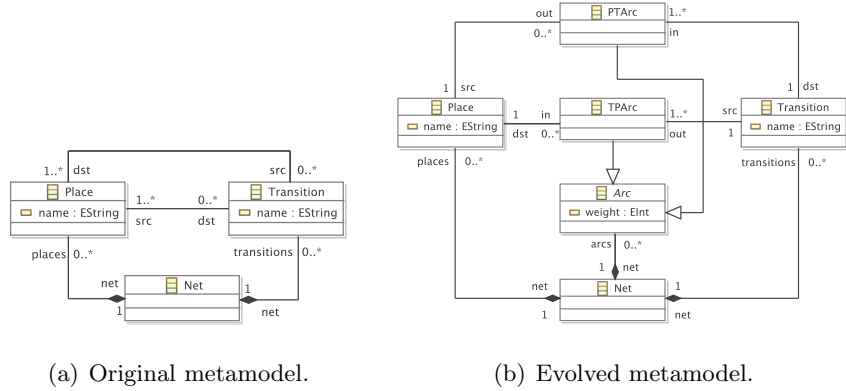 out
PTArc
1..*
0..*
in
1
src
1
dst
Place
1
in
TPArc
1..*
src
Transition
name : EString
dst
0..*
out
1
name : EString
places
0..*
transitions
0..*
1..*
dst
src
0..*
Place
1..*
0..*
Transition
Arc
name : EString
src
dst
name : EString
weight : EInt
places
0..*
transitions
0..*
arcs
0..*
net
Net
1
net
1
net
Net
1
1
net
1
net
(a) Original metamodel.
(b) Evolved metamodel.